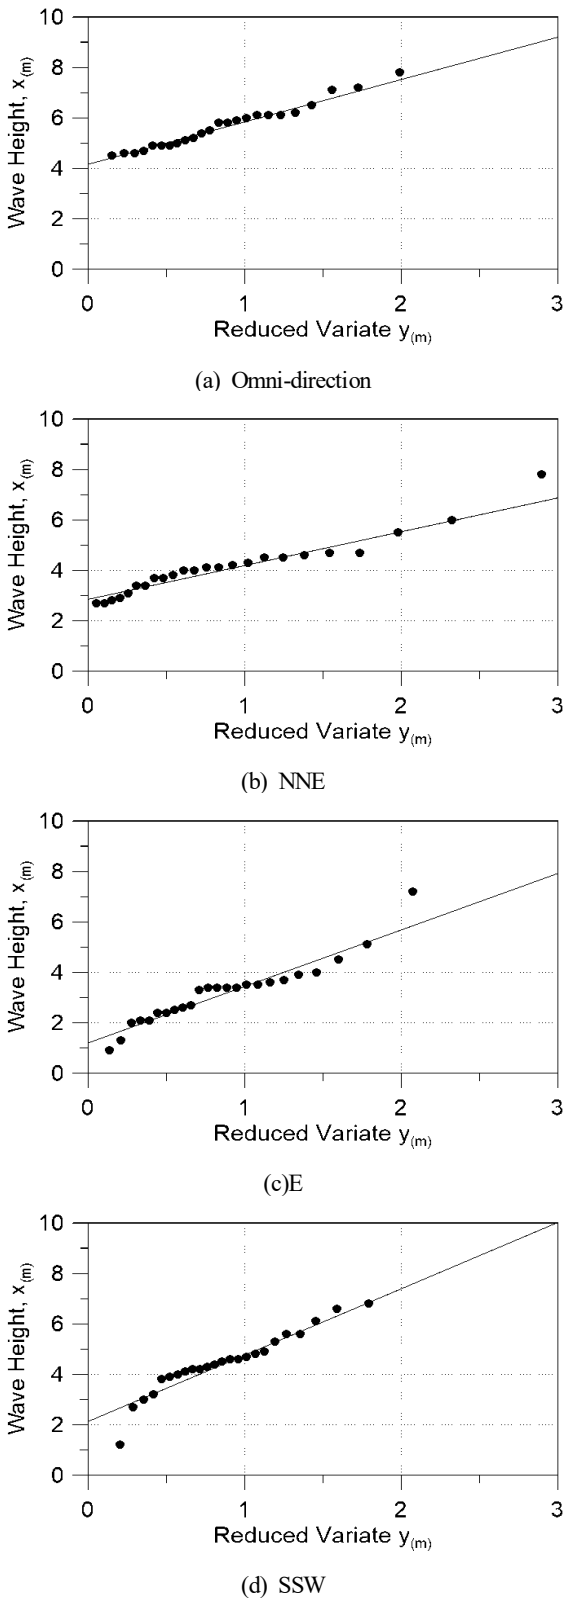 10
8
6
4
2
0
Wave Height, x(m)
0 1 2 3
Reduced Variate y(m)
(a) Omni-direction
10
8
6
4
2
0
Wave Height, x(m)
0 1 2 3
Reduced Variate y(m)
(b) NNE
10
8
6
4
2
0
Wave Height, x(m)
0 1 2 3
Reduced Variate y(m)
(c)E
10
8
6
4
2
0
Wave Height, x(m)
0 1 2 3
Reduced Variate y(m)
(d) SSW